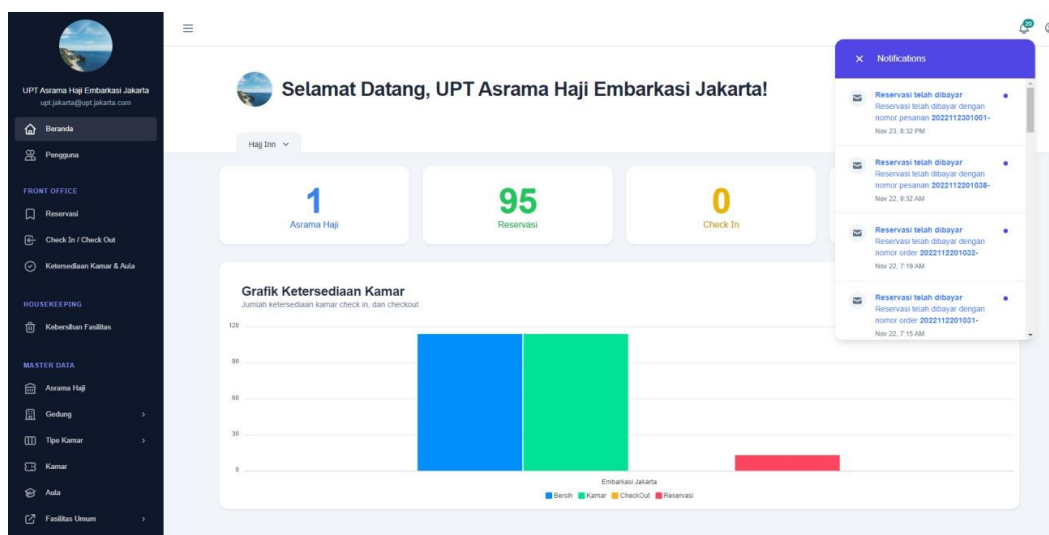 UPT Asrama Haji Embarkasi Jakarta
upt.jakarta@upt.jakarta.com
Beranda
Pengguna
FRONT OFFICE
Reservasi
Check In / Check Out
Ketersediaan Kamar & Aula
HOUSEKEEPING
Kebersihan Fasilitas
MASTER DATA
Asrama Haji
Gedung
Tipe Kamar
Kamar
Aula
Fasilitas Umum
Selamat Datang, UPT Asrama Haji Embarkasi Jakarta!
Hajj Inn
1
Asrama Haji
95
Reservasi
0
Check In
Grafik Ketersediaan Kamar
Jumlah ketersediaan kamar check in, dan checkout
120
90
60
30
0
Embarkasi Jakarta
Bersih Kamar CheckOut Reservasi
20
Notifications
Reservasi telah dibayar
Reservasi telah dibayar dengan
nomor pesanan 2022112301001-
Nov 23, 8:32 PM
Reservasi telah dibayar
Reservasi telah dibayar dengan
nomor pesanan 2022112201038-
Nov 22, 9:32 AM
Reservasi telah dibayar
Reservasi telah dibayar dengan
nomor order 2022112201032-
Nov 22, 7:19 AM
Reservasi telah dibayar
Reservasi telah dibayar dengan
nomor order 2022112201031-
Nov 22, 7:15 AM